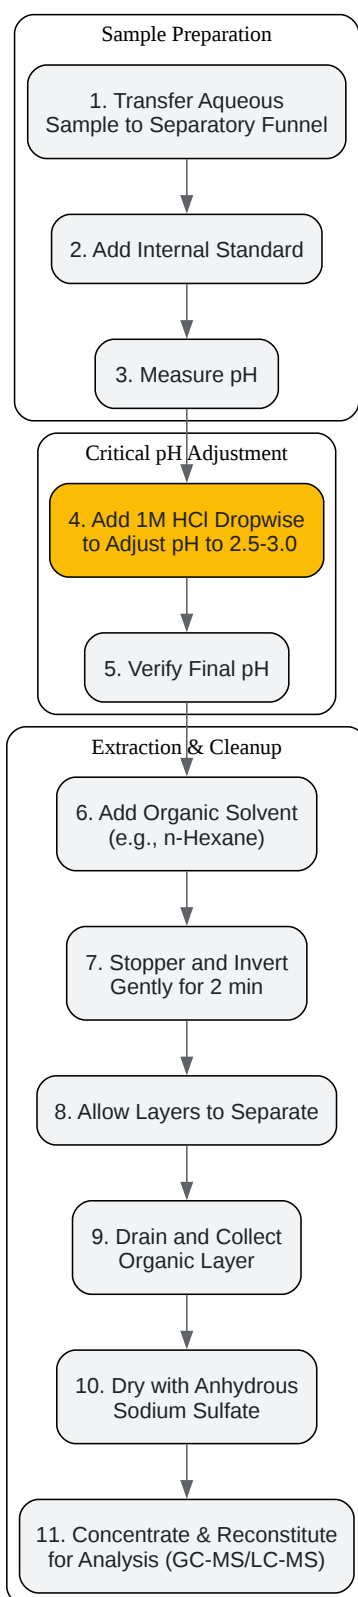 Sample Preparation
1. Transfer Aqueous
Sample to Separatory Funnel
2. Add Internal Standard
3. Measure pH
Critical pH Adjustment
4. Add 1M HCl Dropwise
to Adjust pH to 2.5-3.0
5. Verify Final pH
Extraction & Cleanup
6. Add Organic Solvent
(e.g., n-Hexane)
7. Stopper and Invert
Gently for 2 min
8. Allow Layers to Separate
9. Drain and Collect
Organic Layer
10. Dry with Anhydrous
Sodium Sulfate
11. Concentrate & Reconstitute
for Analysis (GC-MS/LC-MS)